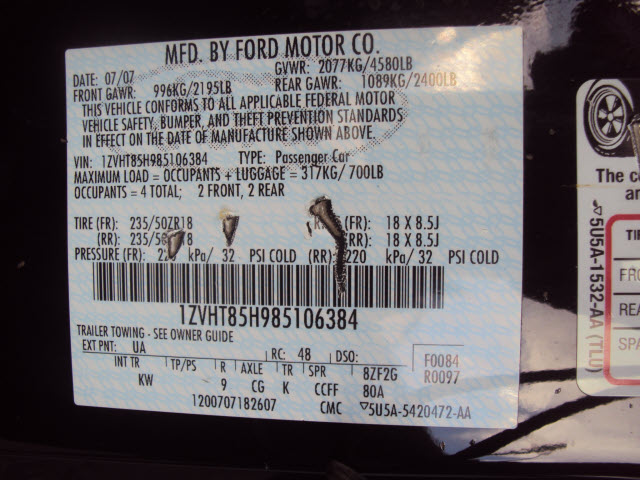 MFD. BY FORD MOTOR CO.
DATE: 07/07 GVWR: 2077KG/4580LB
FRONT GAWR: 996KG/2195LB REAR GAWR: 1089KG/2400LB
THIS VEHICLE CONFORMS TO ALL APPLICABLE FEDERAL MOTOR
VEHICLE SAFETY, BUMPER, AND THEFT PREVENTION STANDARDS
IN EFFECT ON THE DATE OF MANUFACTURE SHOWN ABOVE.
VIN: 1ZVHT85H985106384 TYPE: Passenger Car
MAXIMUM LOAD = OCCUPANTS + LUGGAGE = 317KG/ 700LB
OCCUPANTS = 4 TOTAL; 2 FRONT, 2 REAR
TIRE (FR): 235/50ZR18 (FR): 18 X 8.5J
(RR): (RR): 18 X 8.5J
PRESSURE (FR): kPa/ 32 PSI COLD (RR): 220 kPa/ 32 PSI COLD
1ZVHT85H985106384
TRAILER TOWING - SEE OWNER GUIDE
EXT PNT: UA RC: 48 DSO: F0084
INT TR TP/PS R AXLE TR SPR 8ZF2G R0097
KW 9 CG K CCFF 80A
1200707182607 CMC 5U5A-5420472-AA
The
5U5A-1532-AA (TLU)